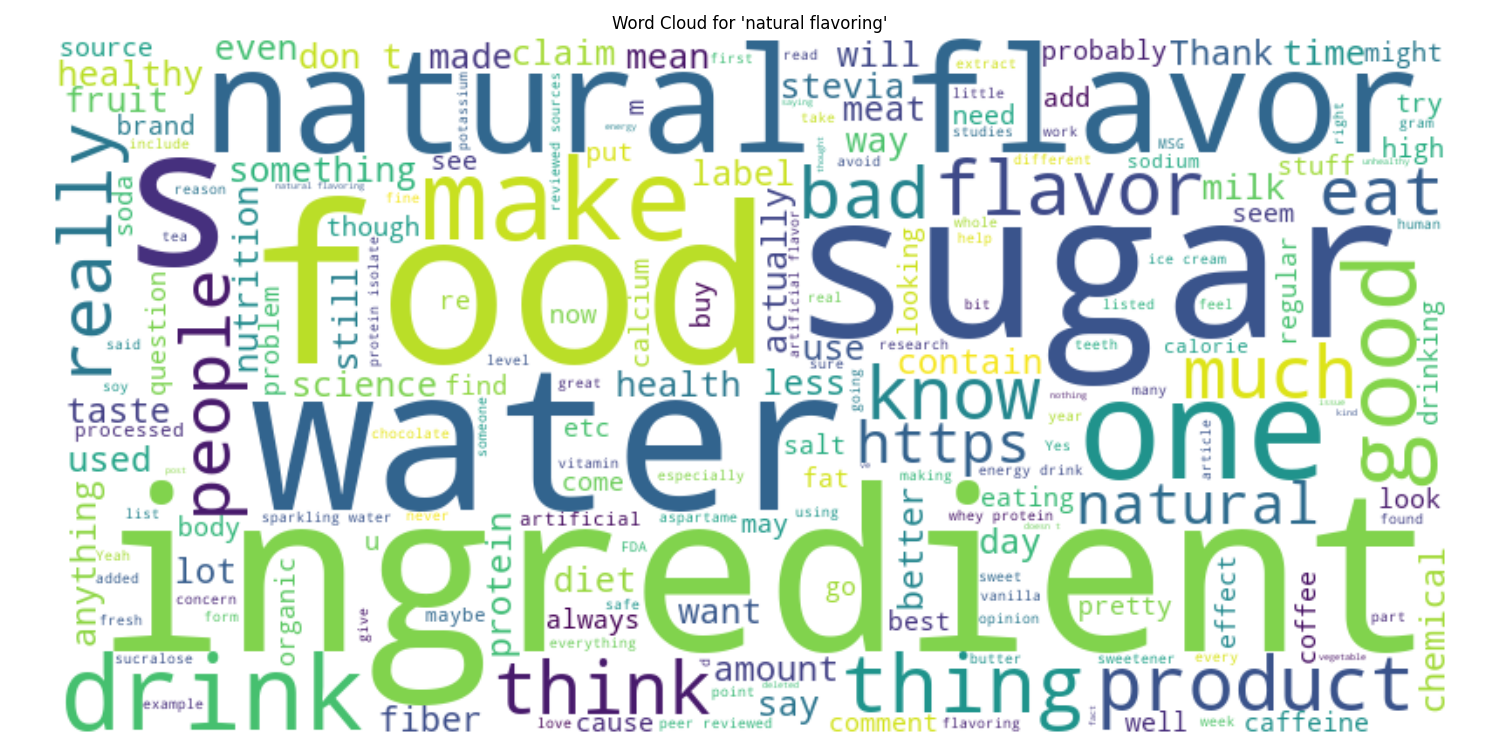 Word Cloud for 'natural flavoring'
source
even
don t
made
claim
mean
first
read
will
extract
probably
Thank
time
might
healthy
natural flavor
fruit
potassium
reviewed sources
m
saying
stevia
little
add
try
brand
energy
take
meat
need
gram
include
studies
work
right
really
something
see
put
way
thought
avoid
MSG
different
sodium
high
stuff
unhealthy
s
reason
natural flavoring
make
label
bad
flavor
milk
eat
soda
fine
seem
tea
nutrition
though
food
actually
artificial flavor
sugar
whole
help
human
people
still
protein isolate
calcium
looking
ice cream
regular
good
question
problem
re
now
buy
real
bit
listed
feel
drinking
said
level
use
research
teeth
calorie
soy
science
find
great
health
less
sure
contain
much
taste
going
know
nothing
many
issue
kind
processed
water
chocolate
someone
etc
salt
https
year
Yes
one
article
used
post
vitamin
come
especially
fat
ve
making
energy drink
anything
list
body
sparkling water
never
artificial
aspartame
may
using
better
eating
whey protein
natural
look
found
doesn t
Yeah
u
ingredient
protein
FDA
day
added
lot
organic
diet
go
sweet
effect
coffee
chemical
concern
safe
want
vanilla
pretty
fresh
form
give
maybe
always
best
opinion
part
everything
drink
sucralose
think
d
amount
thing
butter
sweetener
every
product
vegetable
example
point
deleted
say
fiber
love
cause
peer reviewed
comment
flavoring
fact
well
week
caffeine